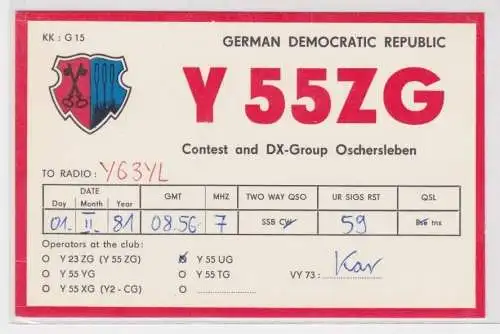 KK : G 15
GERMAN DEMOCRATIC REPUBLIC
Y 55ZG
Contest and DX-Group Oschersleben
TO RADIO : Y63YL
DATE GMT MHZ TWO WAY QSO UR SIGS RST QSL
Day Month Year
01. II. 81 08.56 7 SSB CW 59 tnx
Operators at the club :
O Y 23 ZG (Y 55 ZG) O Y 55 UG
O Y 55 YG O Y 55 TG
O Y 55 XG (Y2 - CG) O
VY 73 : Kar